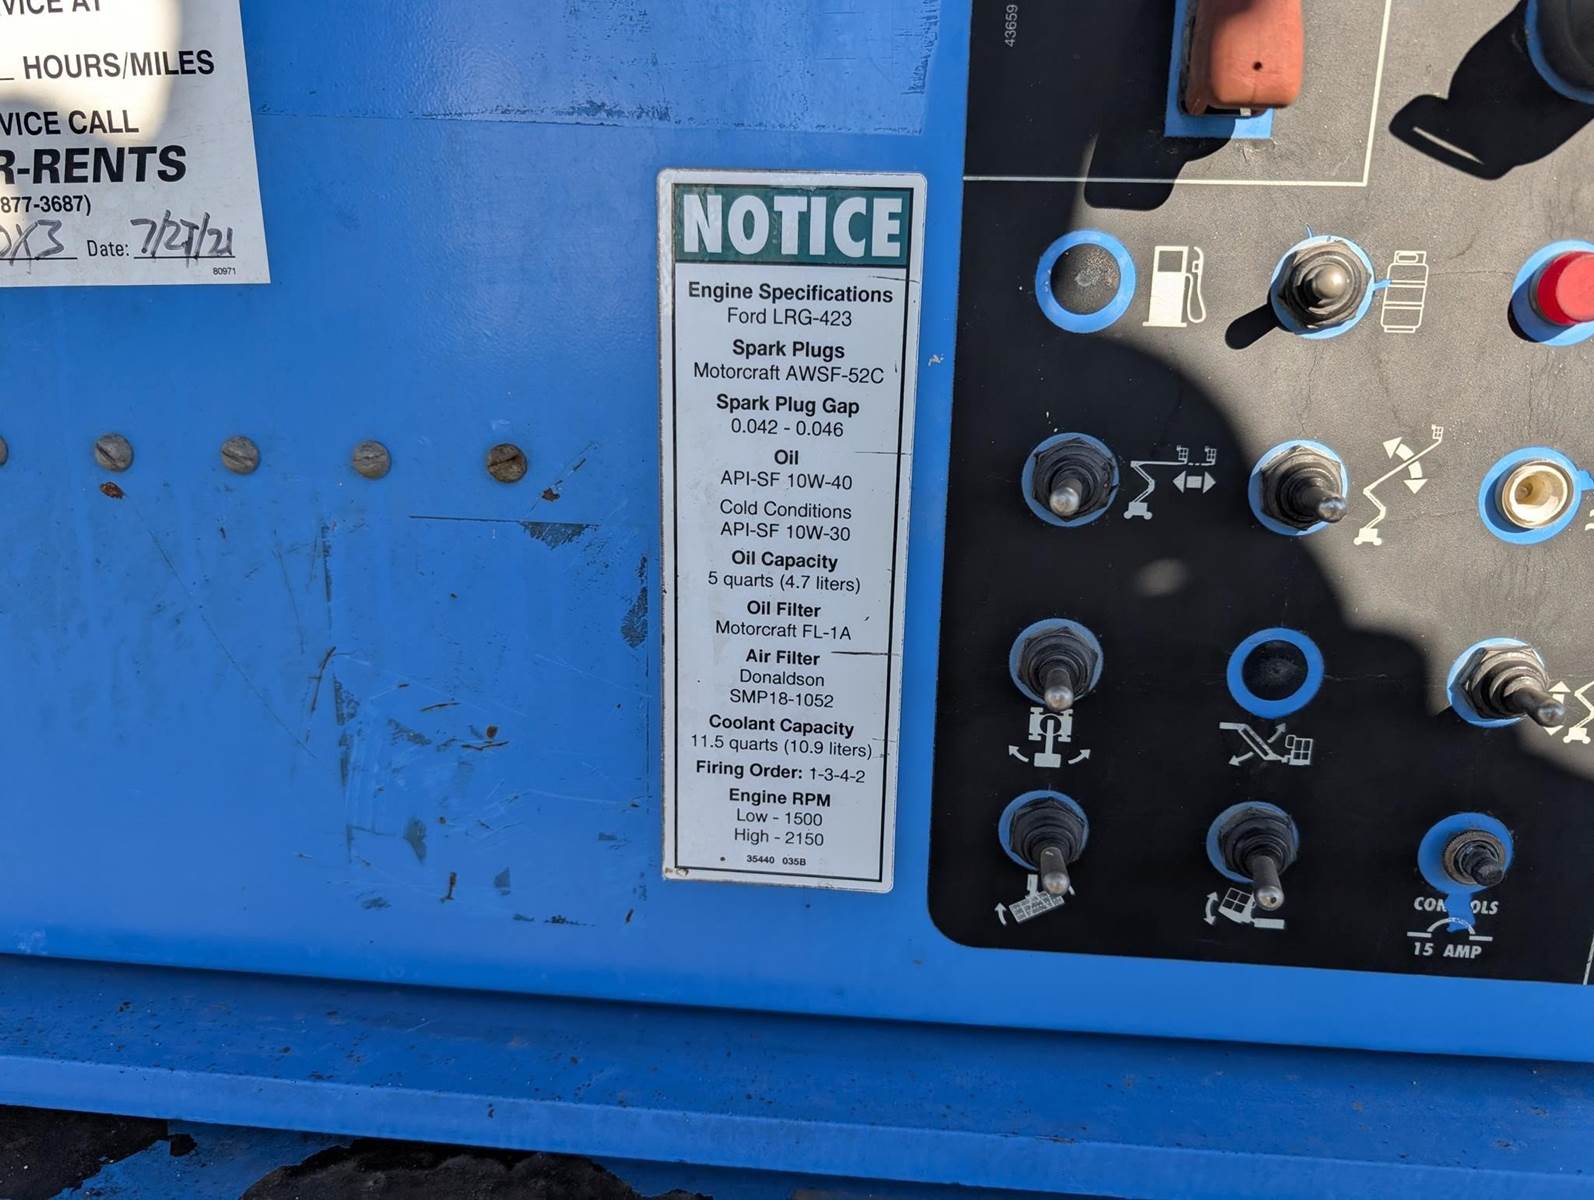 VICE AT
HOURS/MILES
VICE CALL
R-RENTS
877-3687)
Date: 7/27/21
80971
NOTICE
Engine Specifications
Ford LRG-423
Spark Plugs
Motorcraft AWSF-52C
Spark Plug Gap
0.042 - 0.046
Oil
API-SF 10W-40
Cold Conditions
API-SF 10W-30
Oil Capacity
5 quarts (4.7 liters)
Oil Filter
Motorcraft FL-1A
Air Filter
Donaldson
SMP18-1052
Coolant Capacity
11.5 quarts (10.9 liters)
Firing Order: 1-3-4-2
Engine RPM
Low - 1500
High - 2150
35440 035B
43659
CONTROLS
15 AMP